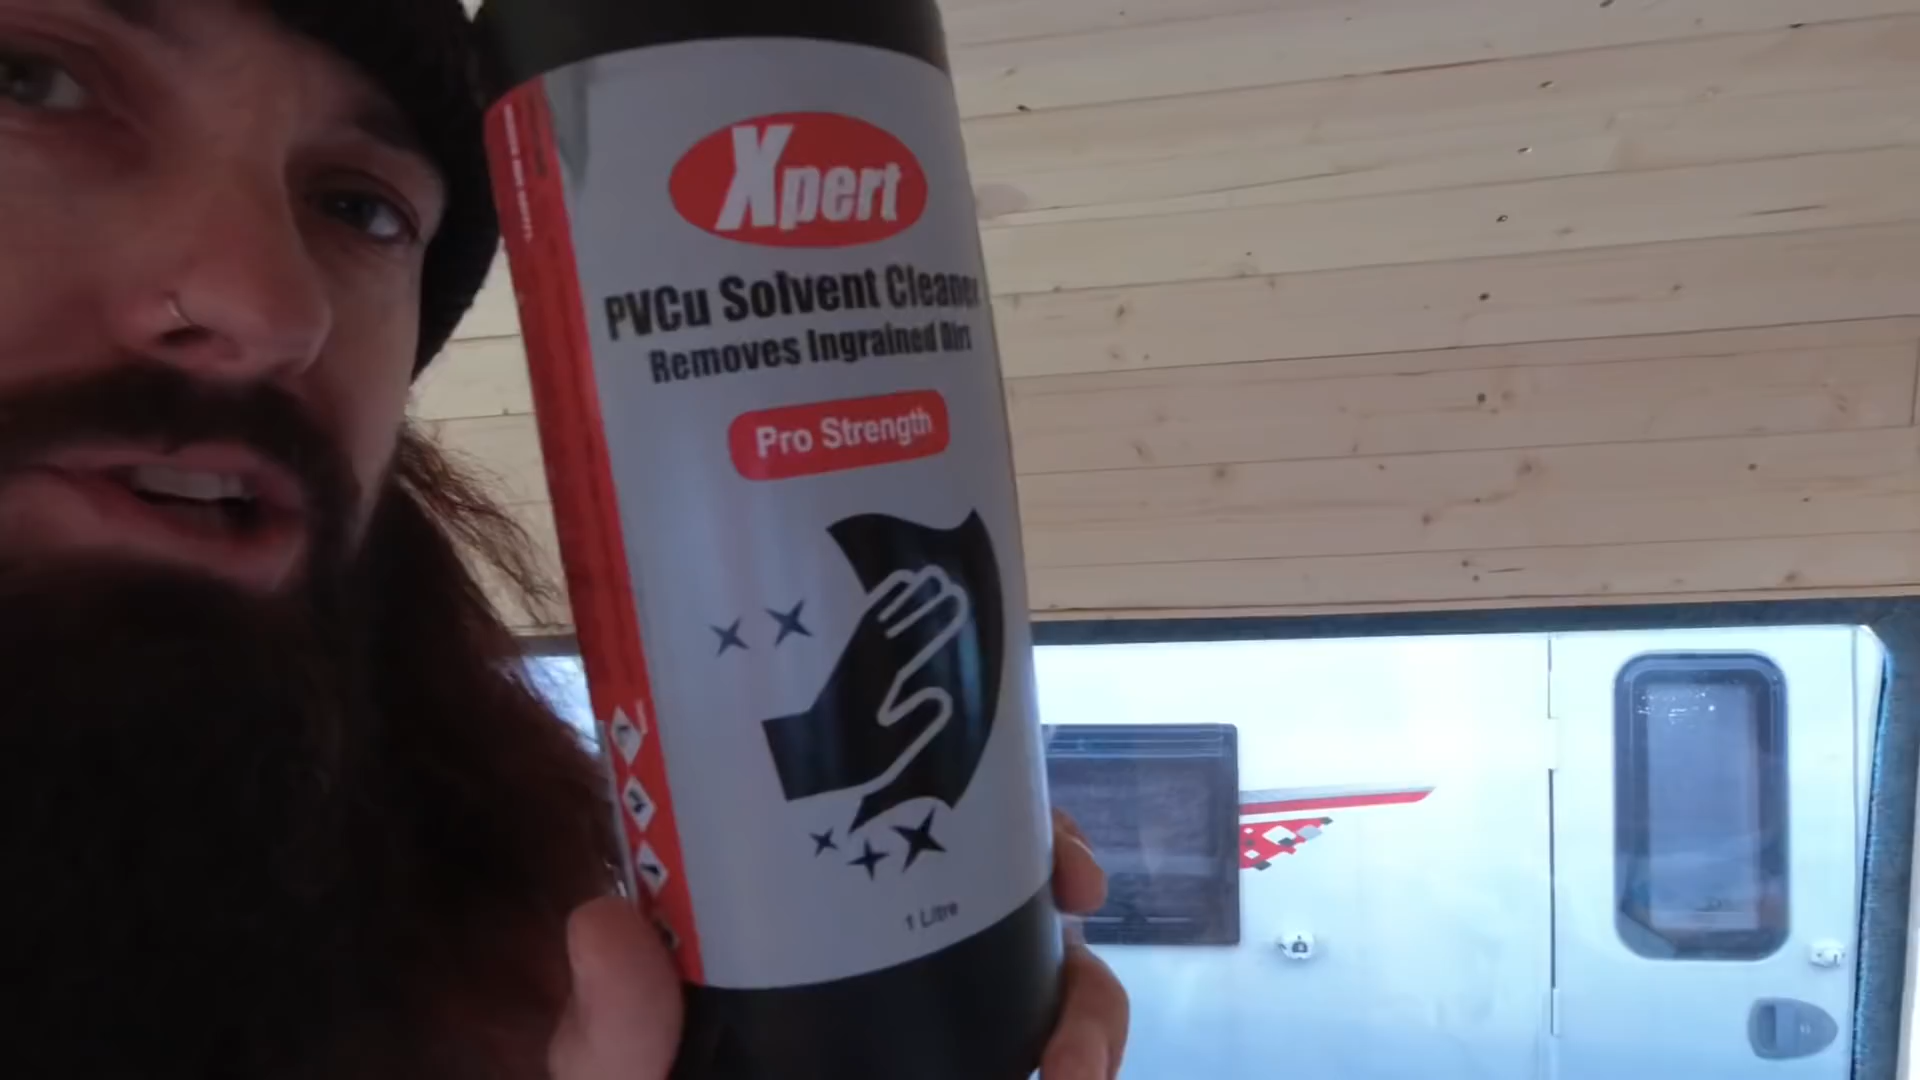 Xpert
PVCu Solvent Cleaner
Removes Ingrained Dirt
Pro Strength
1 Litre